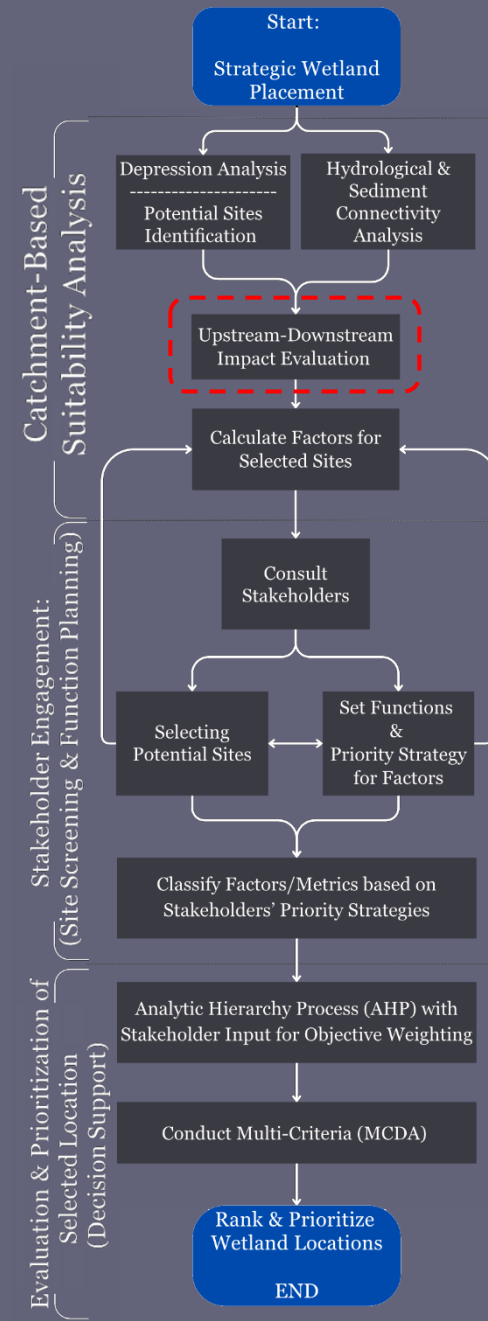 Start:
Strategic Wetland
Placement
Catchment-Based
Suitability Analysis
Depression Analysis
---------------------
Potential Sites
Identification
Hydrological &
Sediment
Connectivity
Analysis
Upstream-Downstream
Impact Evaluation
Calculate Factors for
Selected Sites
Stakeholder Engagement:
(Site Screening & Function Planning)
Consult
Stakeholders
Selecting
Potential Sites
Set Functions
&
Priority Strategy
for Factors
Classify Factors/Metrics based on
Stakeholders’ Priority Strategies
Evaluation & Prioritization of
Selected Location
(Decision Support)
Analytic Hierarchy Process (AHP) with
Stakeholder Input for Objective Weighting
Conduct Multi-Criteria (MCDA)
Rank & Prioritize
Wetland Locations
END